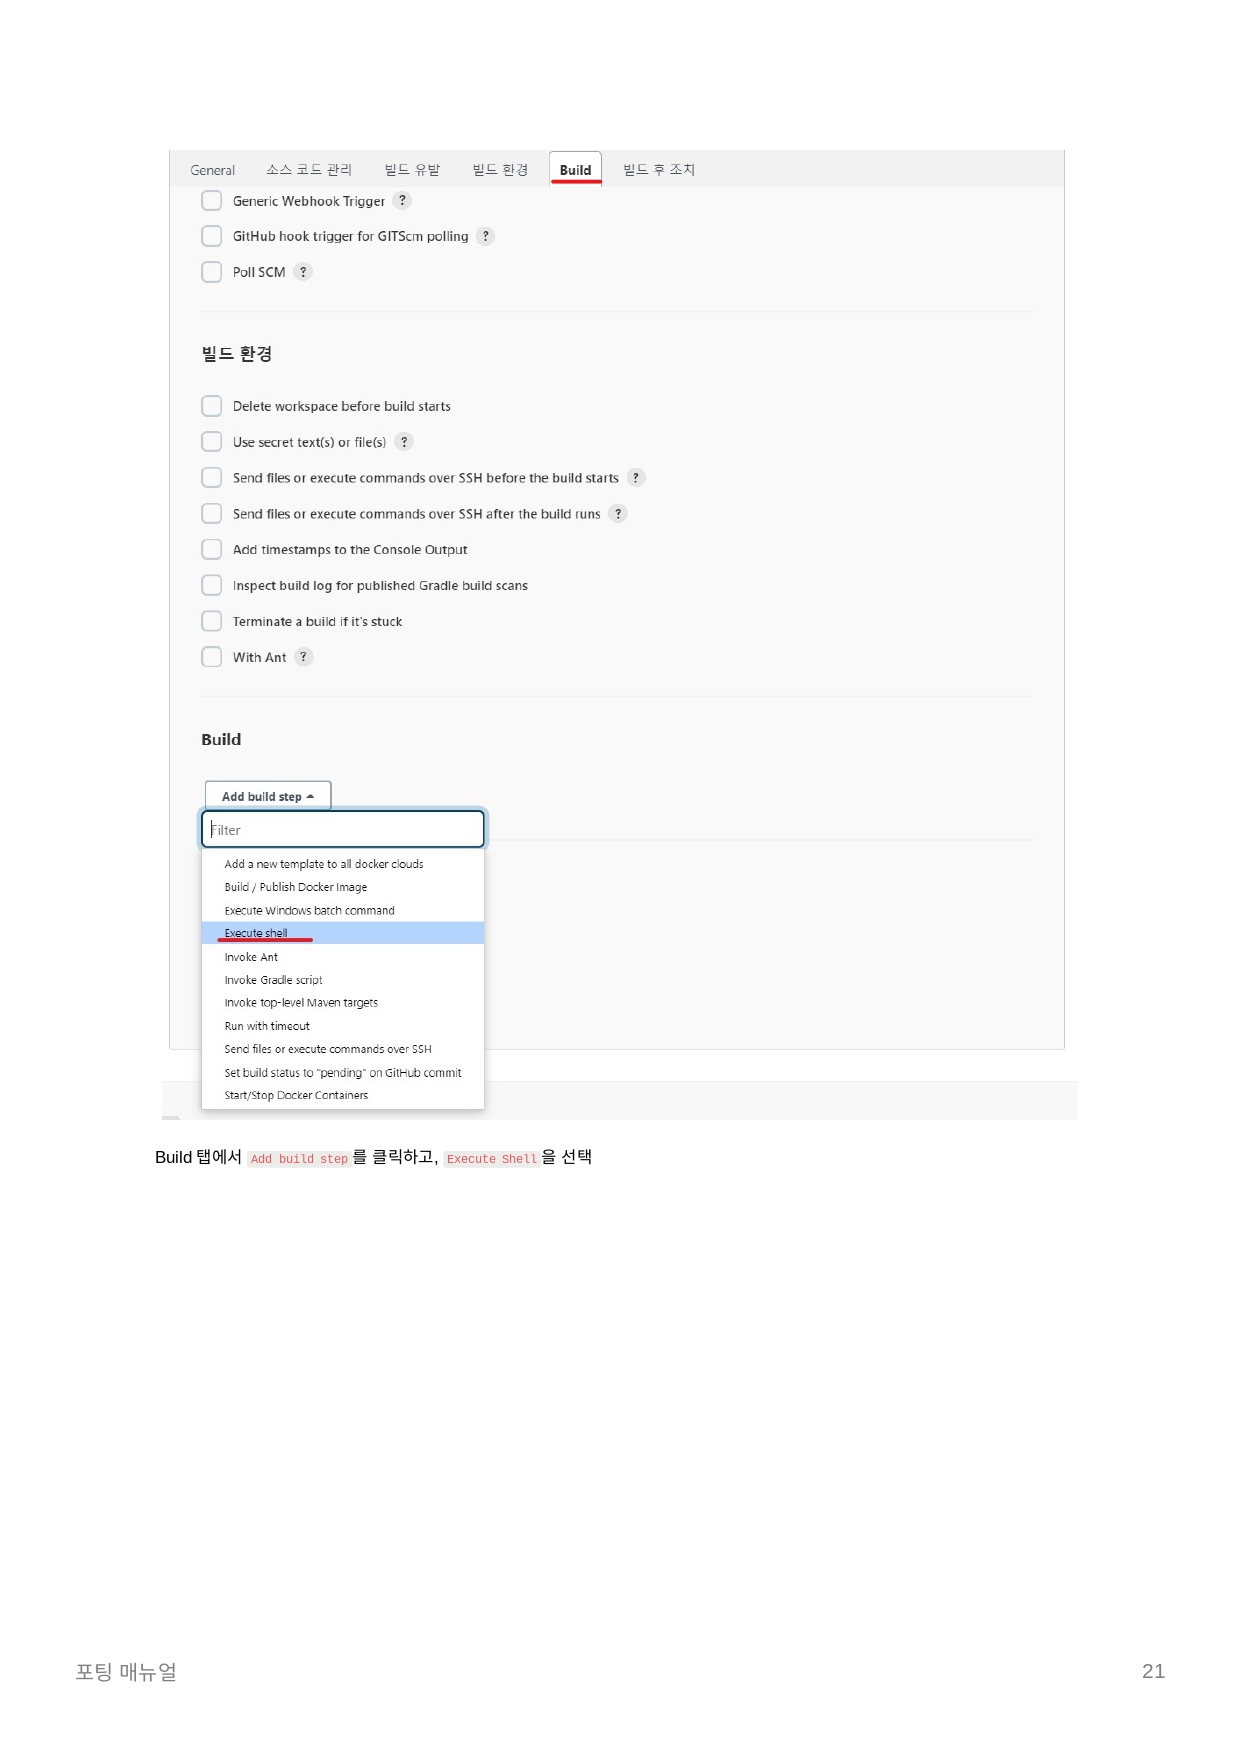 General 소스 코드 관리 빌드 유발 빌드 환경 Build 빌드 후 조치
Generic Webhook Trigger ?
GitHub hook trigger for GITScm polling ?
Poll SCM ?
빌드 환경
Delete workspace before build starts
Use secret text(s) or file(s) ?
Send files or execute commands over SSH before the build starts ?
Send files or execute commands over SSH after the build runs ?
Add timestamps to the Console Output
Inspect build log for published Gradle build scans
Terminate a build if it's stuck
With Ant ?
Build
Add build step
Filter
Add a new template to all docker clouds
Build / Publish Docker Image
Execute Windows batch command
Execute shell
Invoke Ant
Invoke Gradle script
Invoke top-level Maven targets
Run with timeout
Send files or execute commands over SSH
Set build status to "pending" on GitHub commit
Start/Stop Docker Containers
Build 탭에서 Add build step 를 클릭하고, Execute Shell 을 선택
포팅 매뉴얼 21